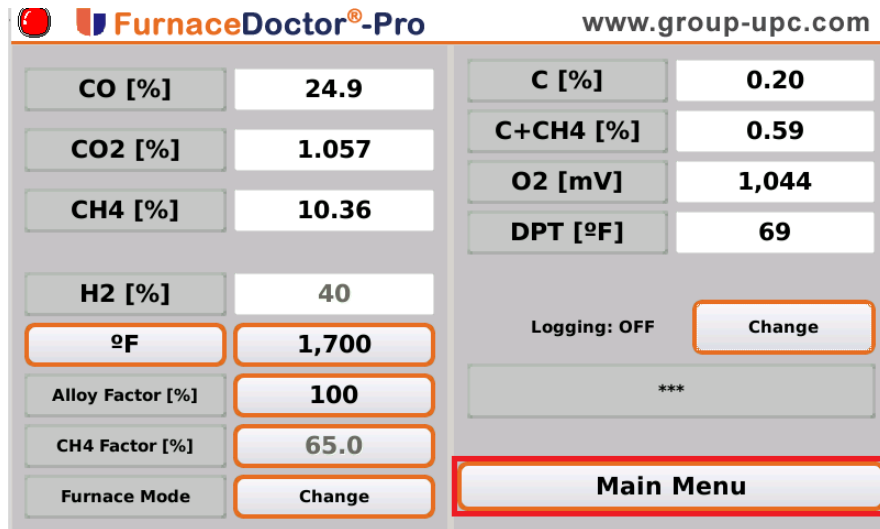 FurnaceDoctor®-Pro
www.group-upc.com
CO [%] 24.9
CO2 [%] 1.057
CH4 [%] 10.36
H2 [%] 40
ºF 1,700
Alloy Factor [%] 100
CH4 Factor [%] 65.0
Furnace Mode Change
C [%] 0.20
C+CH4 [%] 0.59
O2 [mV] 1,044
DPT [ºF] 69
Logging: OFF Change
***
Main Menu